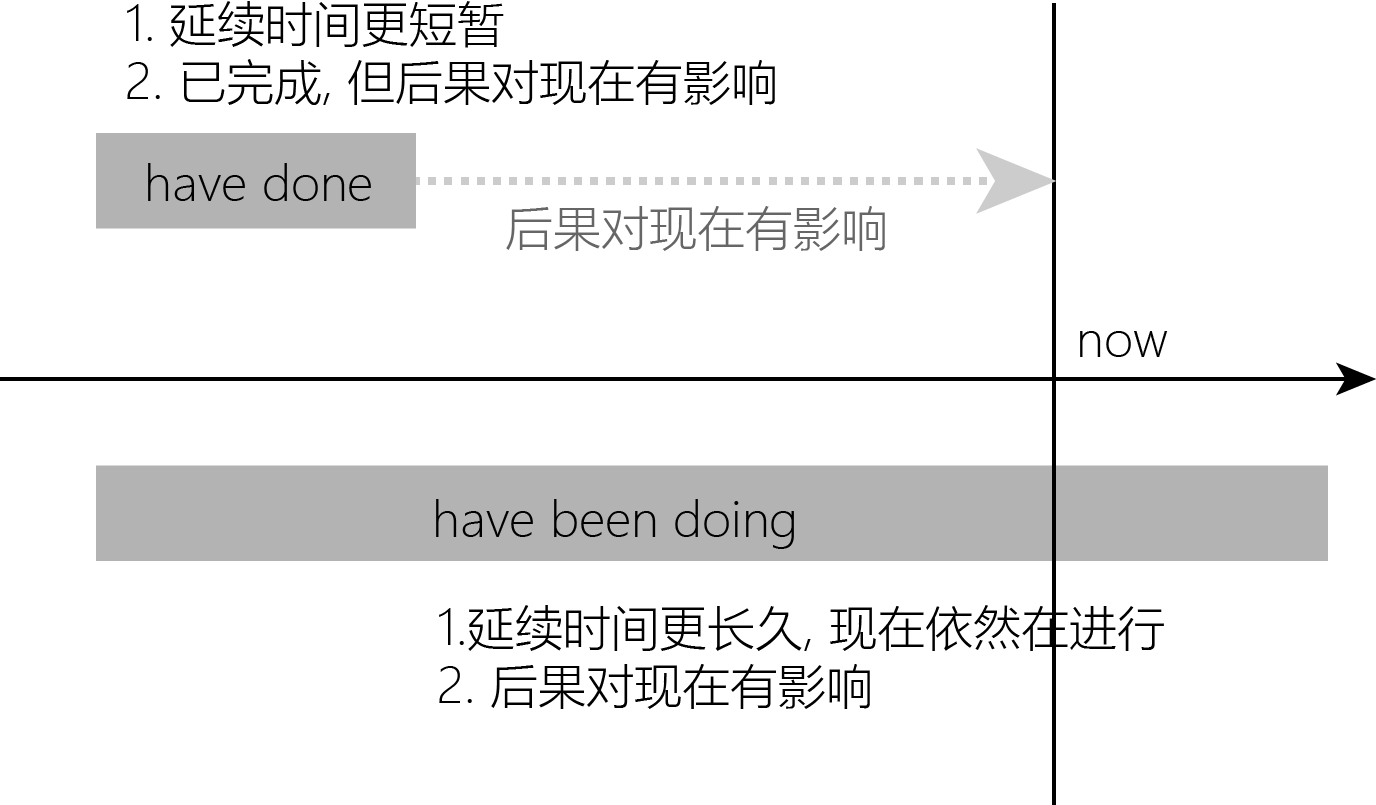 1. 延续时间更短暂
2. 已完成, 但后果对现在有影响
have done
后果对现在有影响
now
have been doing
1.延续时间更长久, 现在依然在进行
2. 后果对现在有影响